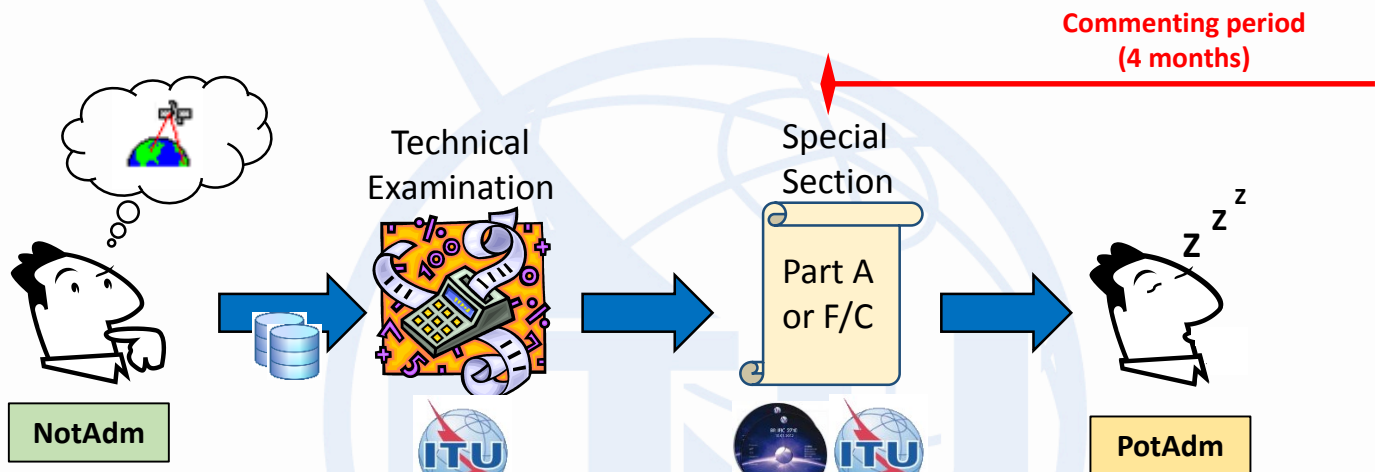 Commenting period
(4 months)
Technical
Examination
Special
Section
Part A
or F/C
z
z
z
NotAdm
ITU
ITU
PotAdm